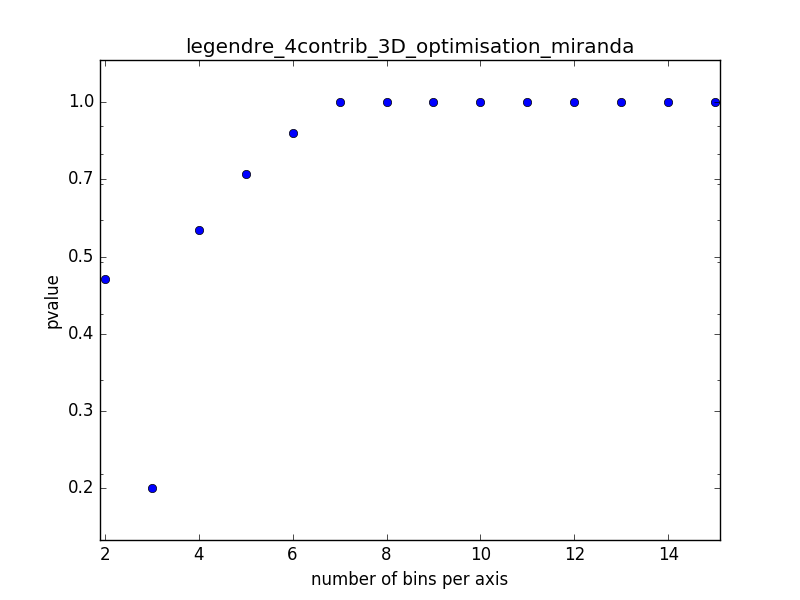 legendre_4contrib_3D_optimisation_miranda
1.0
0.7
0.5
0.4
0.3
0.2
pvalue
2 4 6 8 10 12 14
number of bins per axis